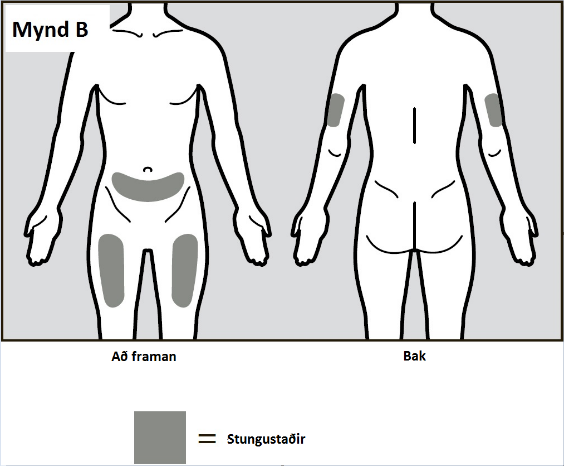 Mynd B
Að framan
Bak
= Stungustaðir